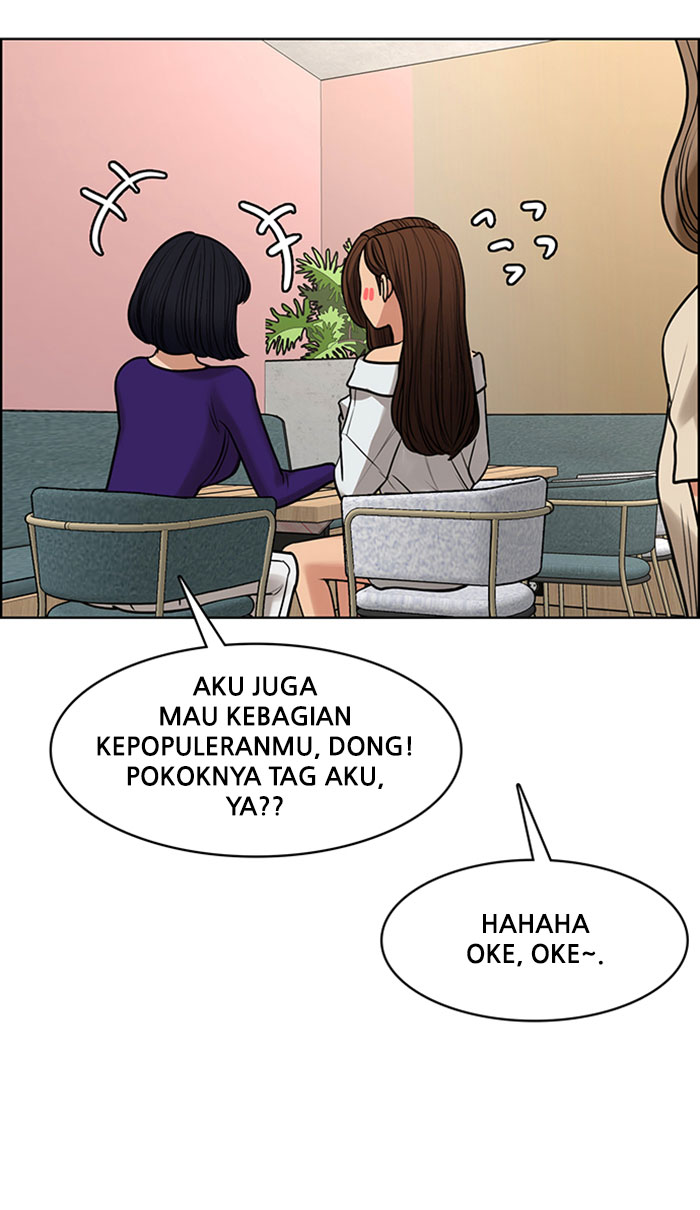 AKU JUGA
MAU KEBAGIAN
KEPOPULERANMU, DONG!
POKOKNYA TAG AKU,
YA??
HAHAHA
OKE, OKE~.